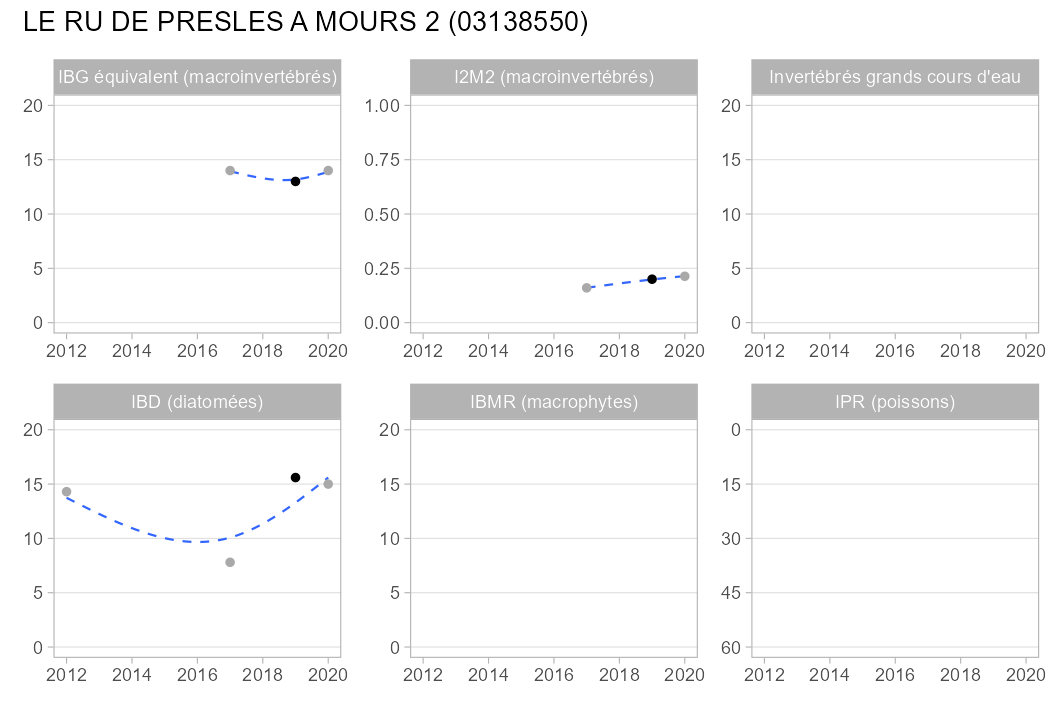 LE RU DE PRESLES A MOURS 2 (03138550)
IBG équivalent (macroinvertébrés)
20
15
10
5
0
2012 2014 2016 2018 2020
I2M2 (macroinvertébrés)
1.00
0.75
0.50
0.25
0.00
2012 2014 2016 2018 2020
Invertébrés grands cours d'eau
20
15
10
5
0
2012 2014 2016 2018 2020
IBD (diatomées)
20
15
10
5
0
2012 2014 2016 2018 2020
IBMR (macrophytes)
20
15
10
5
0
2012 2014 2016 2018 2020
IPR (poissons)
0
15
30
45
60
2012 2014 2016 2018 2020